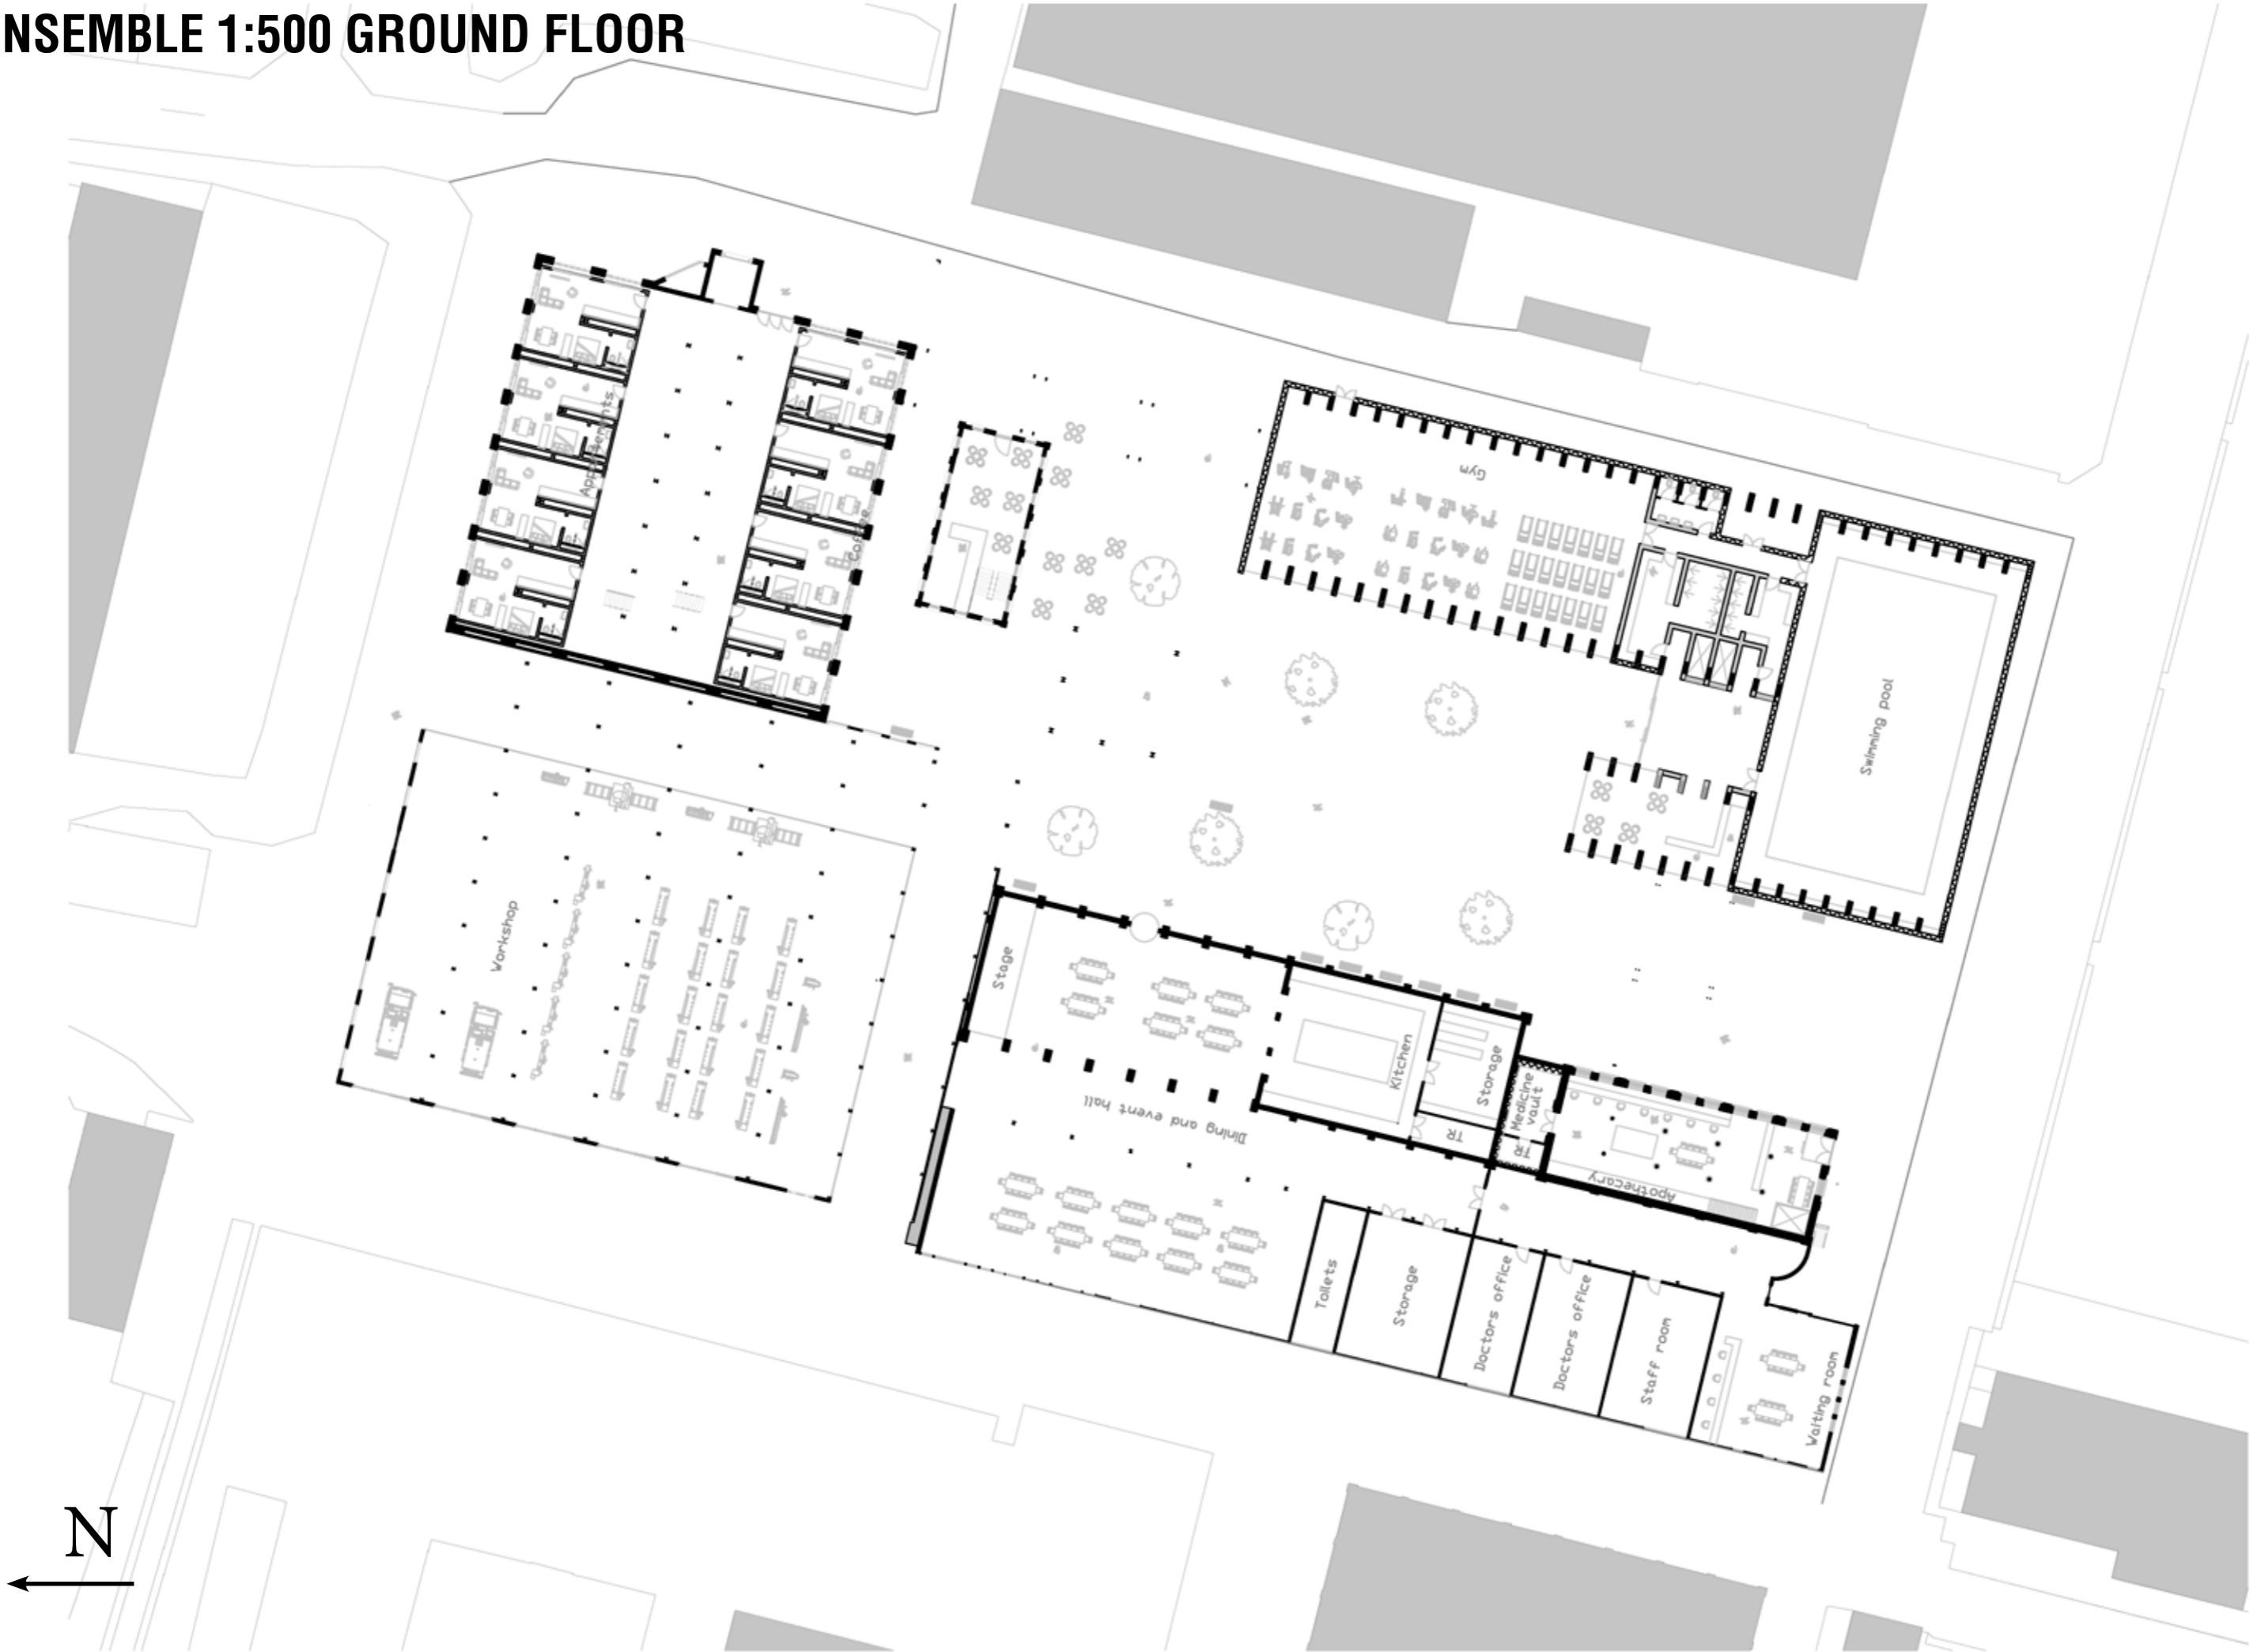 NSEMBLE 1:500 GROUND FLOOR
Gym
Swimming pool
Workshop
Stage
Dining and event hall
Kitchen
Storage
TR
Medicine
vault
TR
Apothecary
Toilets
Storage
Doctors office
Doctors office
Staff room
Waiting room
N